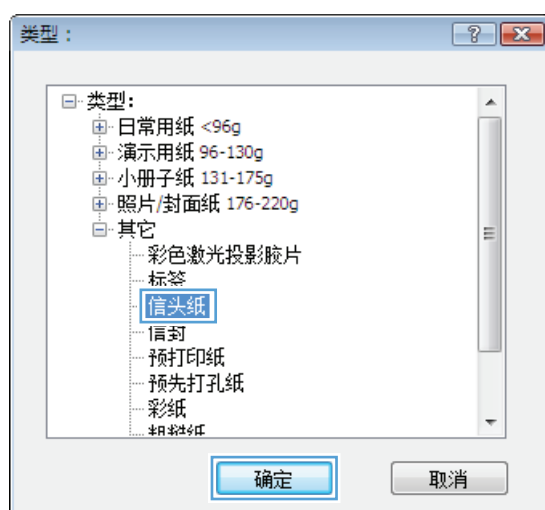 类型：
类型:
日常用纸 <96g
演示用纸 96-130g
小册子纸 131-175g
照片/封面纸 176-220g
其它
彩色激光投影胶片
标签
信头纸
信封
预打印纸
预先打孔纸
彩纸
粗糙纸
确定 取消